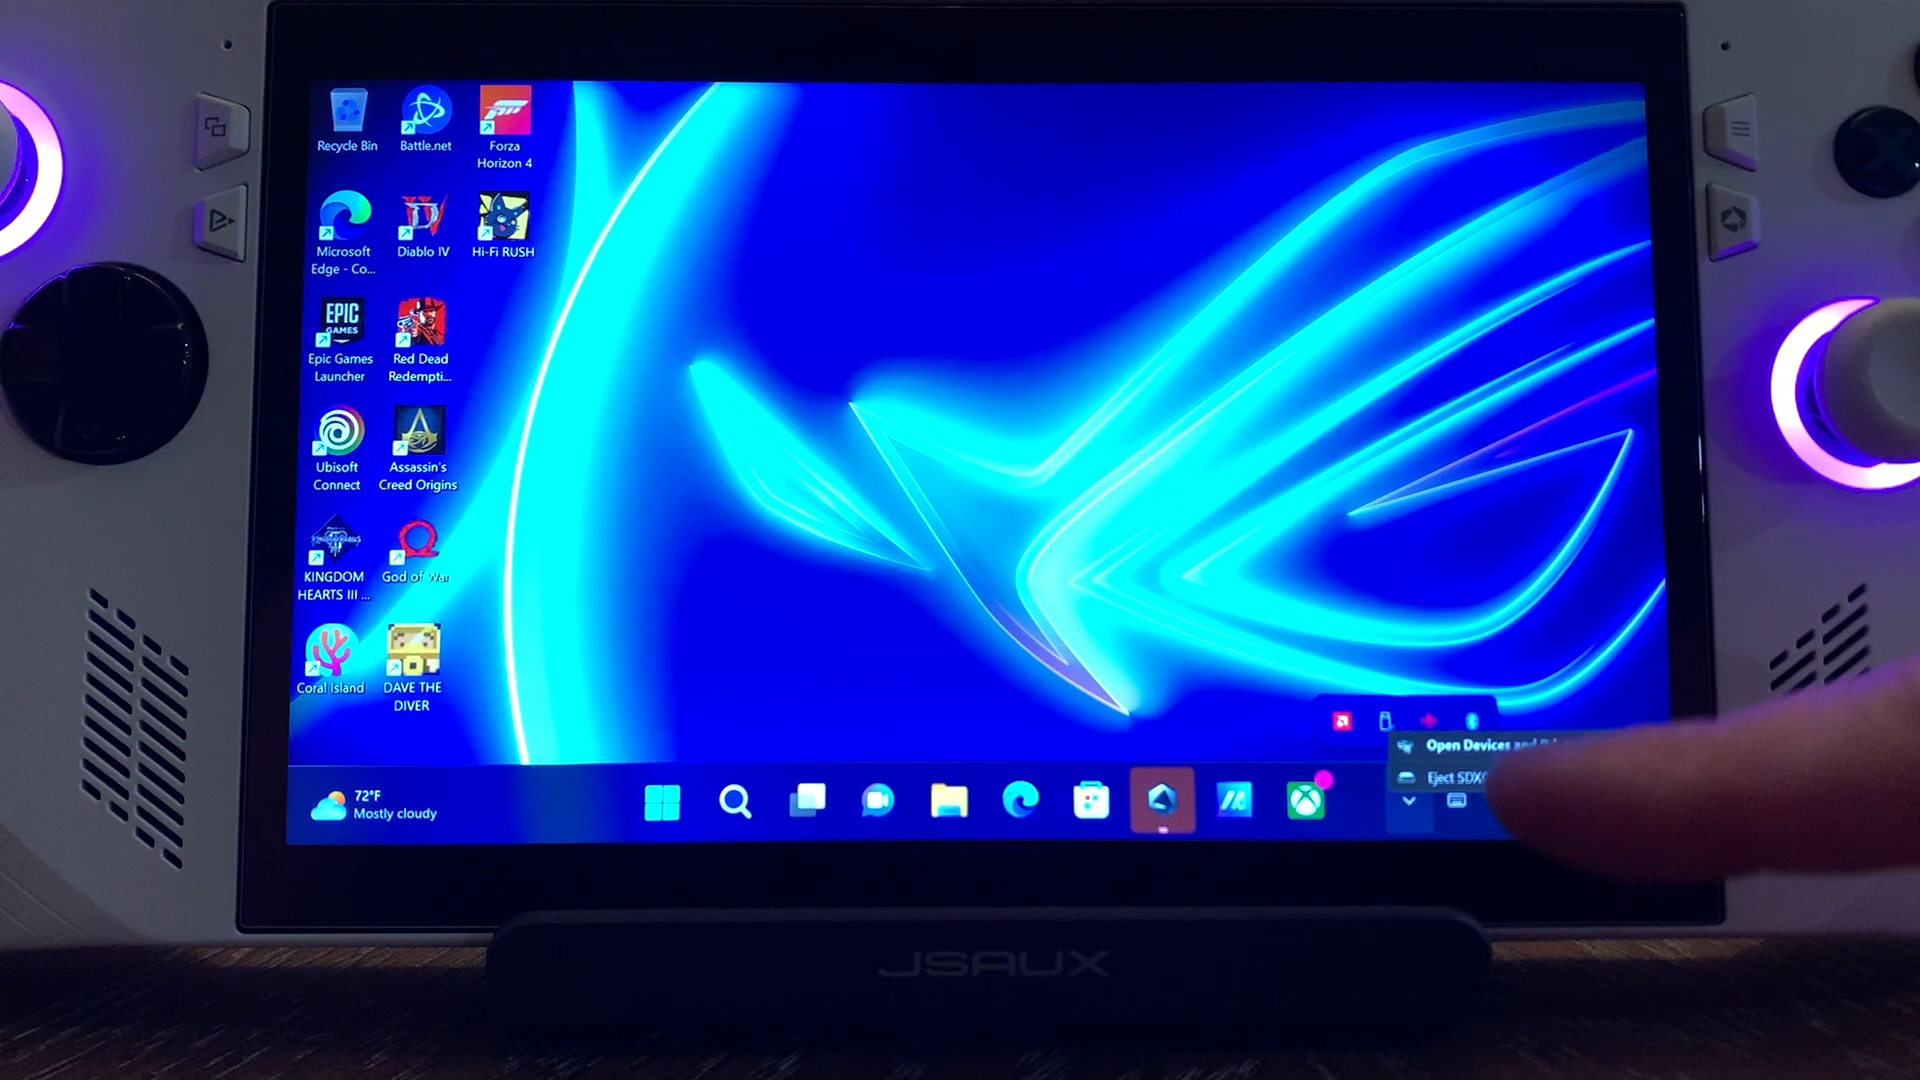 Recycle Bin
Battle.net
Forza
Horizon 4
Microsoft
Edge - Co...
Diablo IV
Hi-Fi RUSH
EPIC
GAMES
Epic Games
Launcher
Red Dead
Redempti...
Ubisoft
Connect
Assassin's
Creed Origins
KINGDOM
HEARTS III ...
God of War
Coral Island
DAVE THE
DIVER
Open Devices and
Eject
72°F
Mostly cloudy
JSAUX